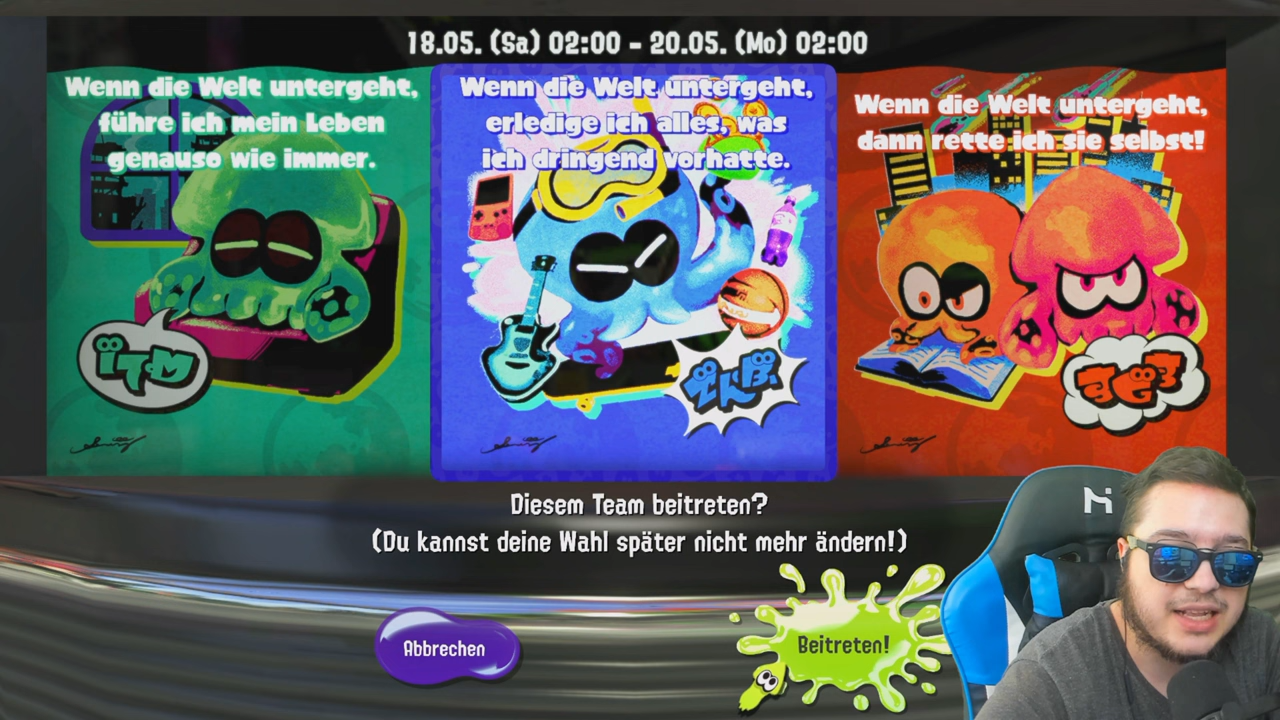 18.05. (Sa) 02:00 – 20.05. (Mo) 02:00
Wenn die Welt untergeht,
führe ich mein Leben
genauso wie immer.
Wenn die Welt untergeht,
erledige ich alles, was
ich dringend vorhatte.
Wenn die Welt untergeht,
dann rette ich sie selbst!
Diesem Team beitreten?
(Du kannst deine Wahl später nicht mehr ändern!)
Abbrechen
Beitreten!